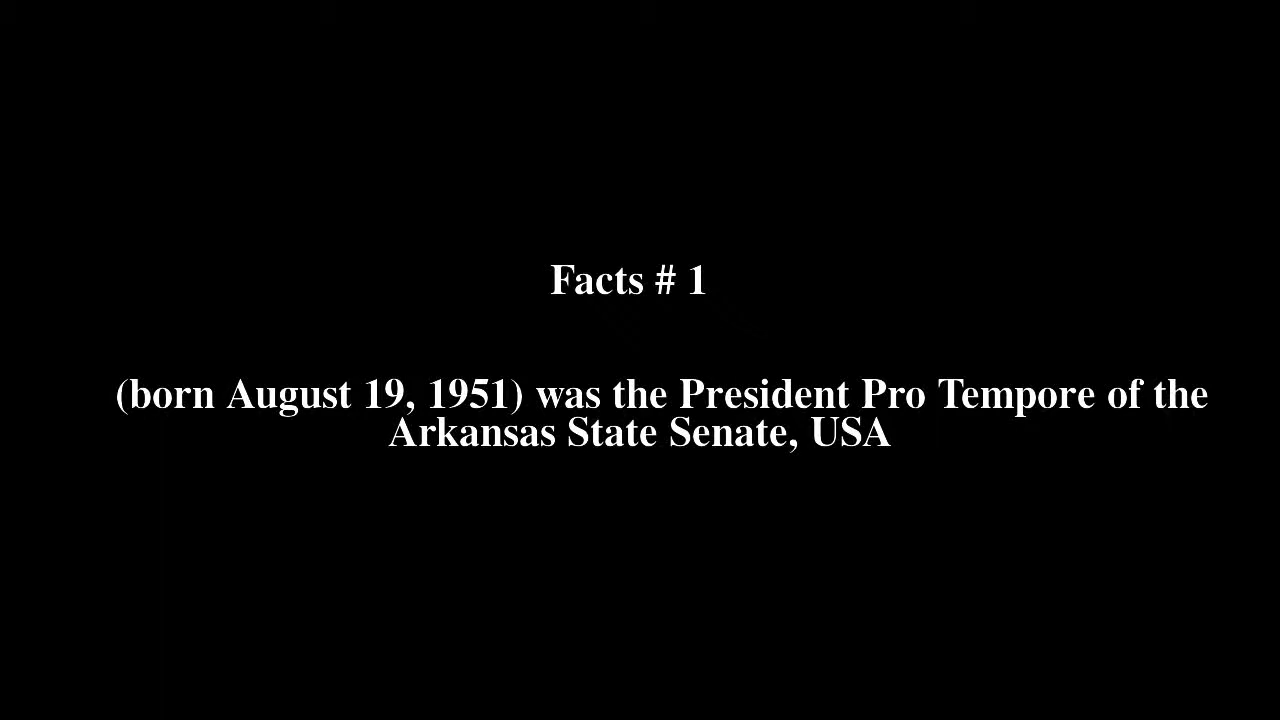 Facts # 1
(born August 19, 1951) was the President Pro Tempore of the
Arkansas State Senate, USA